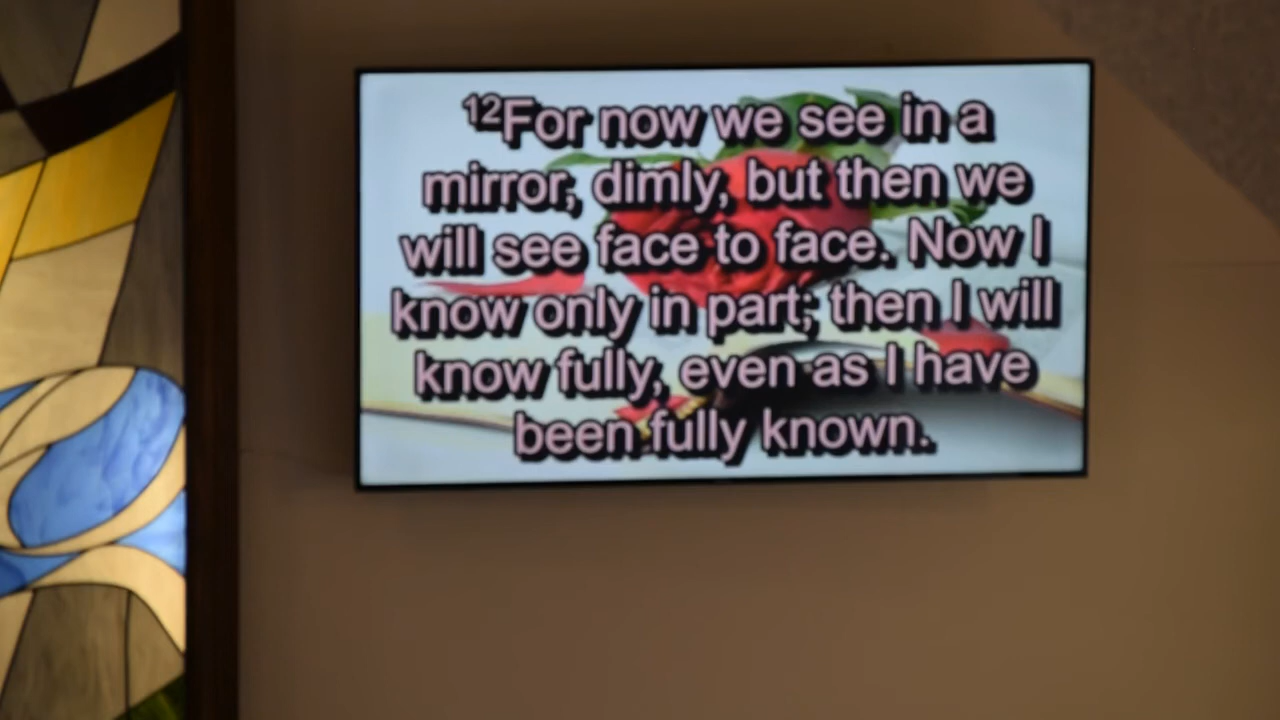 ¹²For now we see in a
mirror, dimly, but then we
will see face to face. Now I
know only in part; then I will
know fully, even as I have
been fully known.